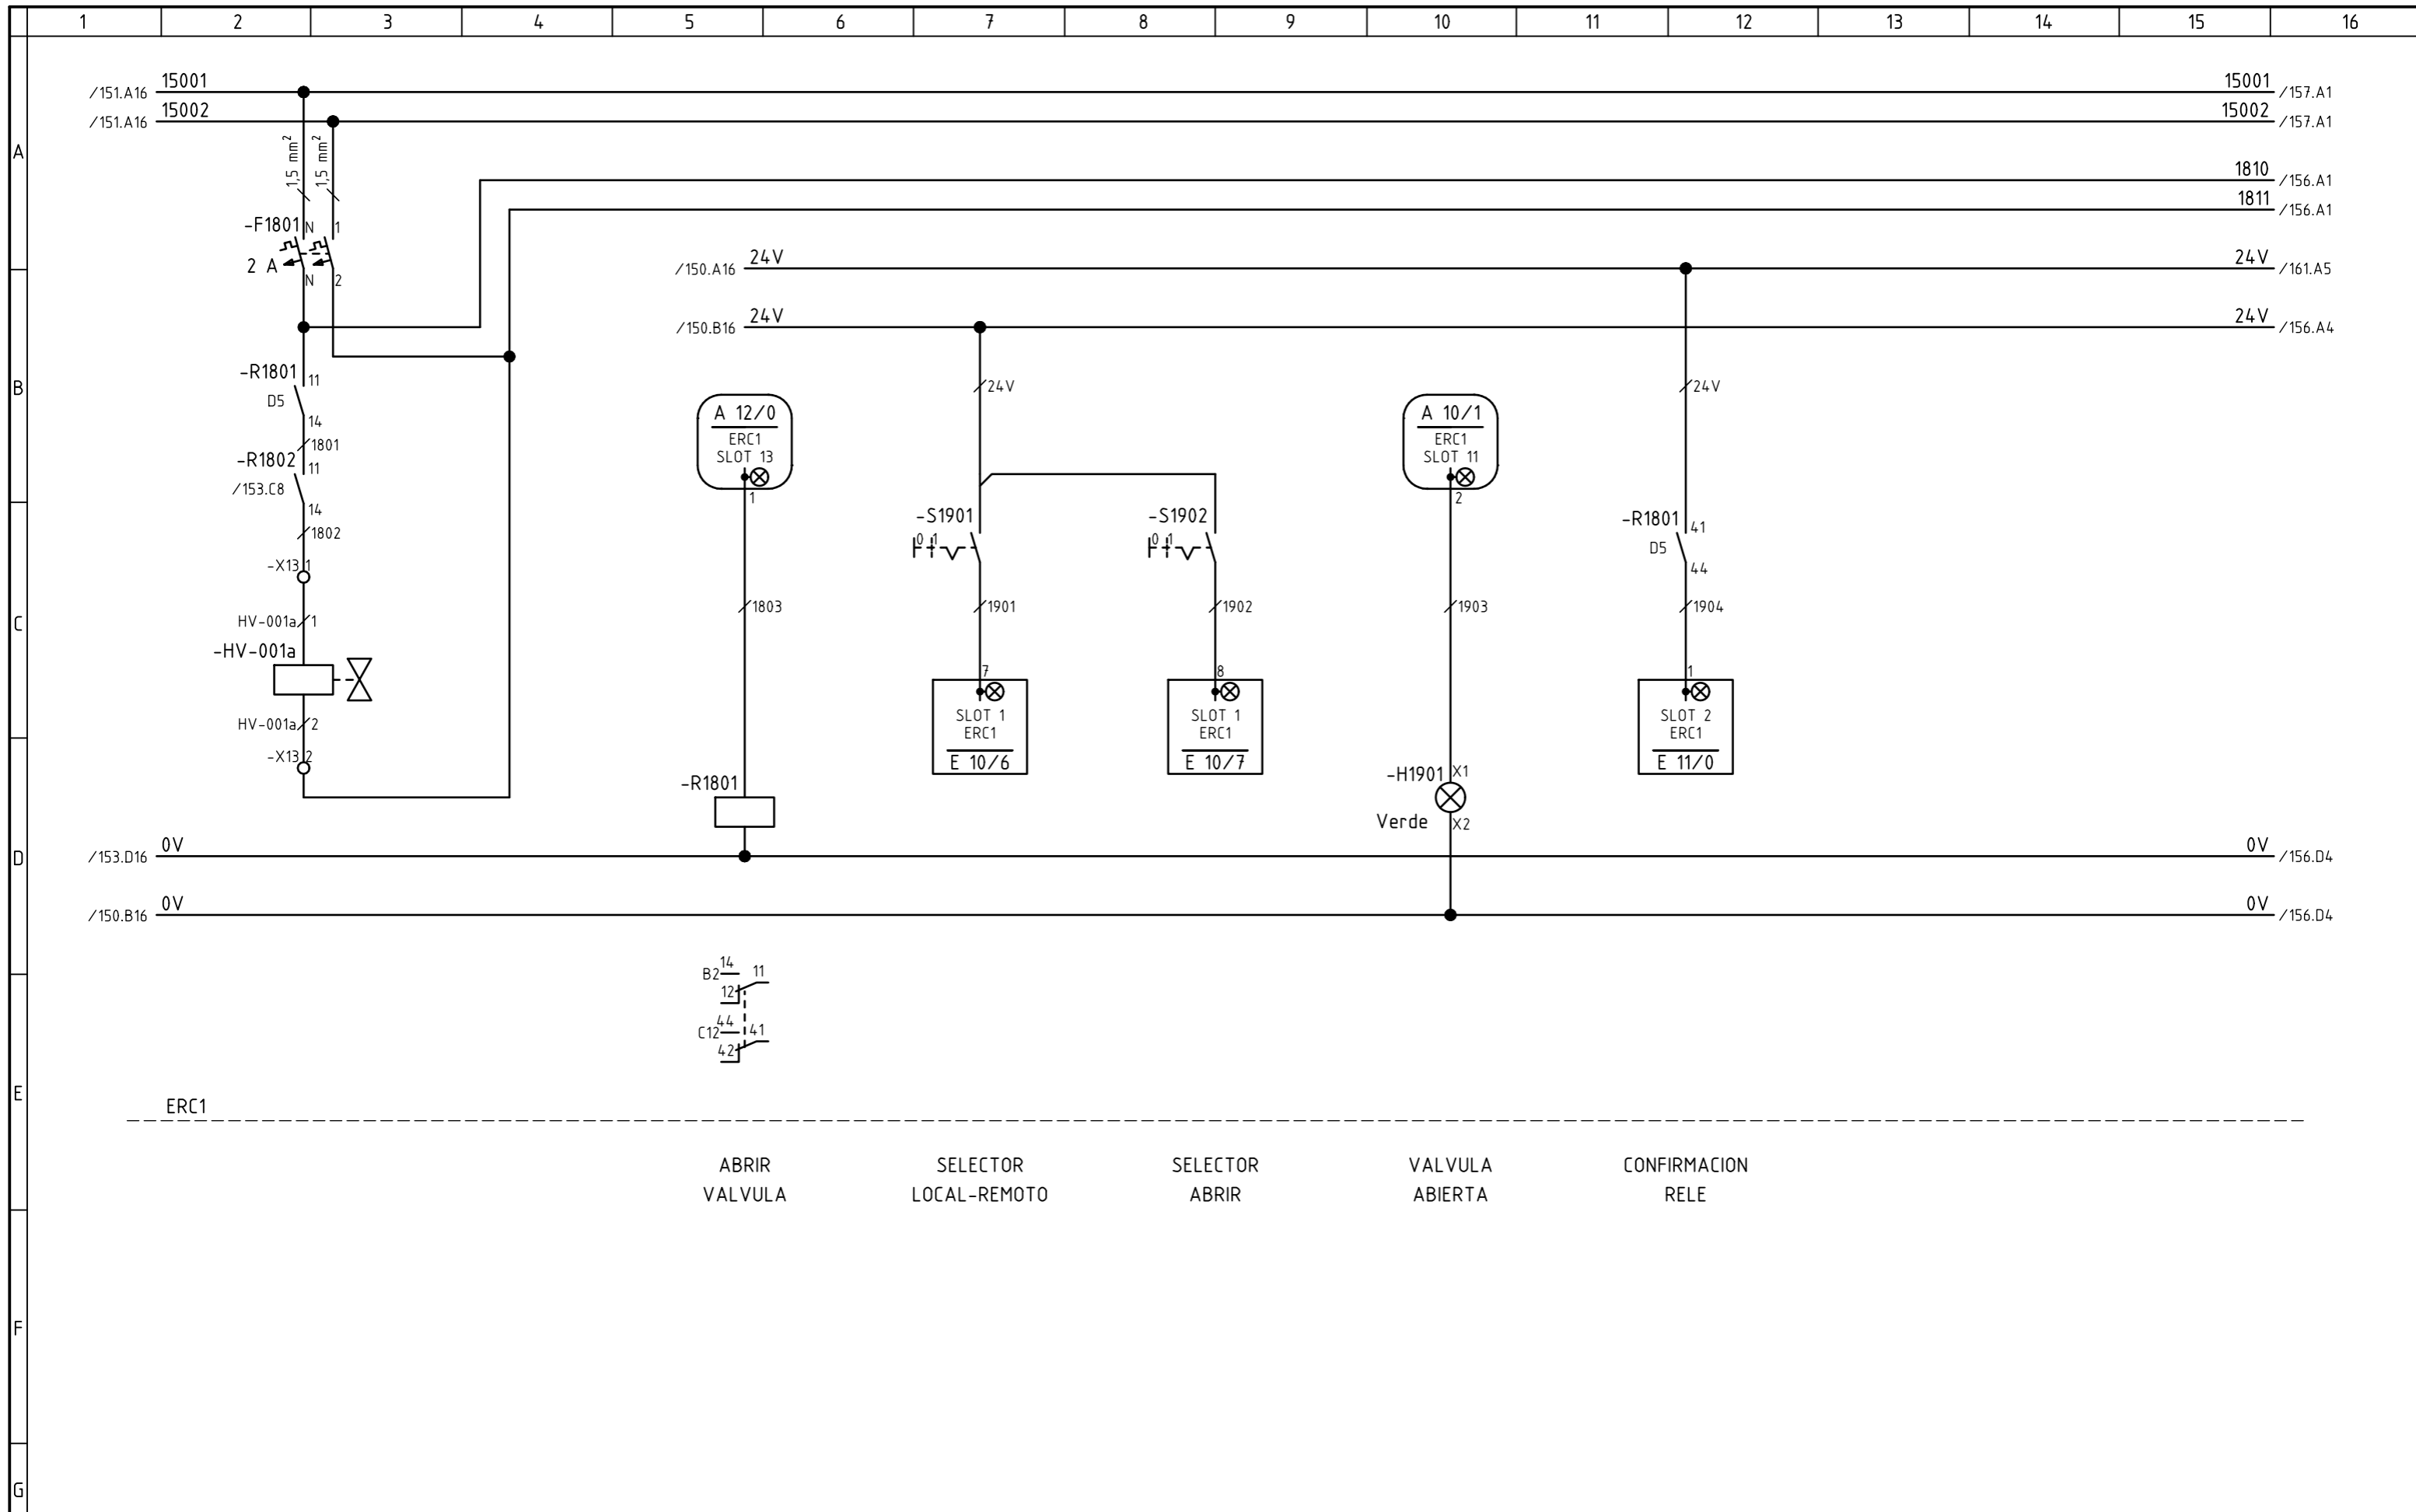 1 2 3 4 5 6 7 8 9 10 11 12 13 14 15 16
/151.A16 15001 15001 /157.A1
/151.A16 15002 15002 /157.A1
A
1,5 mm²
1,5 mm²
1810 /156.A1
1811 /156.A1
-F1801 N 1
2 A
N 2
/150.A16 24V 24V /161.A5
/150.B16 24V 24V /156.A4
B
-R1801 11
D5
14
1801
-R1802 11
/153.C8
14
1802
-X13 1
HV-001a 1
-HV-001a
HV-001a 2
-X13 2
A 12/0
ERC1
SLOT 13
1
1803
-R1801
24V
-S1901
0 1
1901
7
SLOT 1
ERC1
E 10/6
-S1902
0 1
1902
8
SLOT 1
ERC1
E 10/7
A 10/1
ERC1
SLOT 11
2
1903
-H1901 X1
Verde X2
24V
-R1801 41
D5
44
1904
1
SLOT 2
ERC1
E 11/0
C
D
/153.D16 0V 0V /156.D4
/150.B16 0V 0V /156.D4
14
B2 11
12
44
C12 41
42
E
ERC1
ABRIR
VALVULA
SELECTOR
LOCAL-REMOTO
SELECTOR
ABRIR
VALVULA
ABIERTA
CONFIRMACION
RELE
F
G